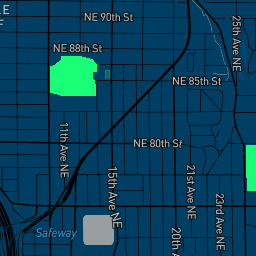 LE
NE 90th St
25th Ave NE
NE 88th St
NE 85th St
NE 80th St
11th Ave NE
15th Ave NE
21st Ave NE
23rd Ave NE
Safeway
20th A